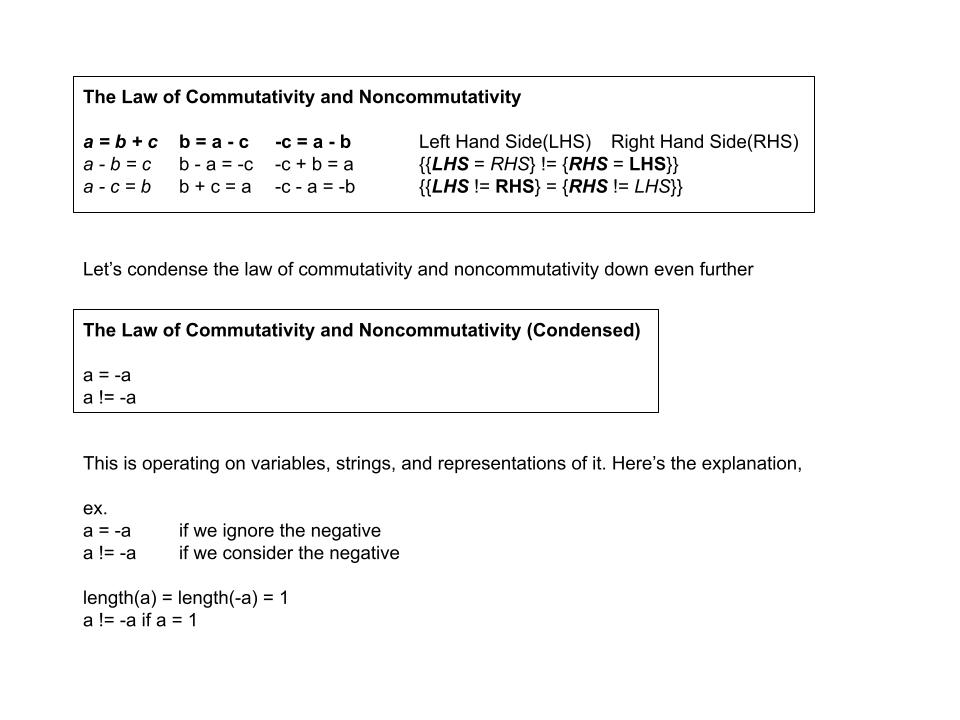 The Law of Commutativity and Noncommutativity
a = b + c b = a - c -c = a - b Left Hand Side(LHS) Right Hand Side(RHS)
a - b = c b - a = -c -c + b = a {{LHS = RHS} != {RHS = LHS}}
a - c = b b + c = a -c - a = -b {{LHS != RHS} = {RHS != LHS}}
Let's condense the law of commutativity and noncommutativity down even further
The Law of Commutativity and Noncommutativity (Condensed)
a = -a
a != -a
This is operating on variables, strings, and representations of it. Here's the explanation,
ex.
a = -a if we ignore the negative
a != -a if we consider the negative
length(a) = length(-a) = 1
a != -a if a = 1